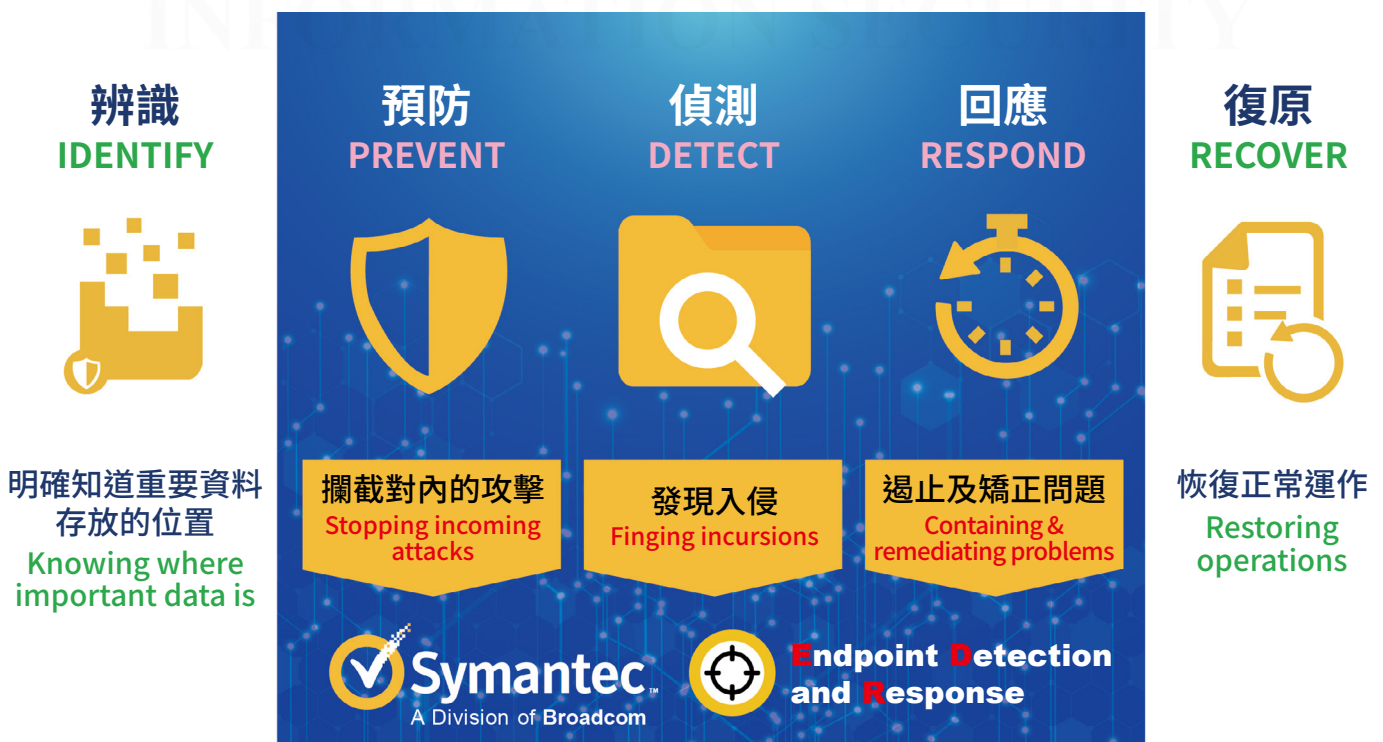 INFORMATION SECURITY
辨識
IDENTIFY
明確知道重要資料
存放的位置
Knowing where
important data is
預防
PREVENT
攔截對內的攻擊
Stopping incoming
attacks
偵測
DETECT
發現入侵
Finging incursions
回應
RESPOND
遏止及矯正問題
Containing &
remediating problems
復原
RECOVER
恢復正常運作
Restoring
operations
Symantec™
A Division of Broadcom
Endpoint Detection
and Response